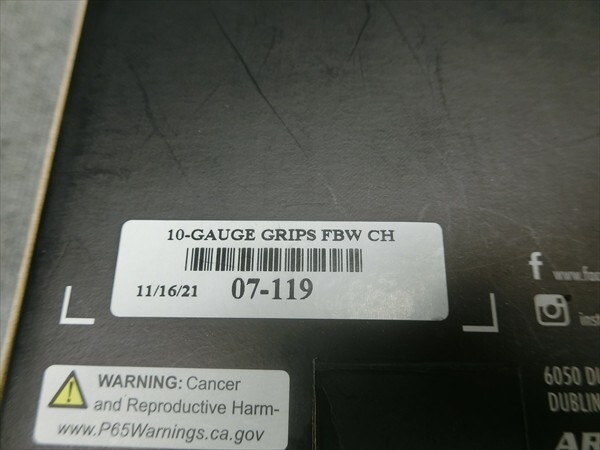 10-GAUGE GRIPS FBW CH
11/16/21 07-119
f
WARNING: Cancer
and Reproductive Harm-
www.P65Warnings.ca.gov
6050